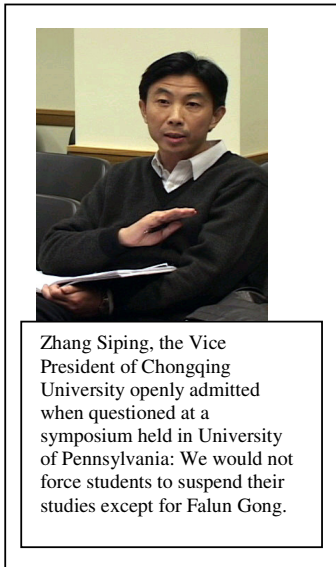 Zhang Siping, the Vice
President of Chongqing
University openly admitted
when questioned at a
symposium held in University
of Pennsylvania: We would not
force students to suspend their
studies except for Falun Gong.